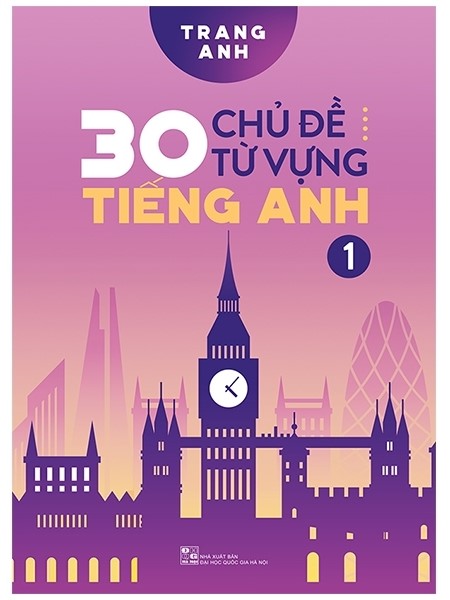 TRANG
ANH
30 CHỦ ĐỀ
TỪ VỰNG
TIẾNG ANH
1
NHÀ XUẤT BẢN
ĐẠI HỌC QUỐC GIA HÀ NỘI